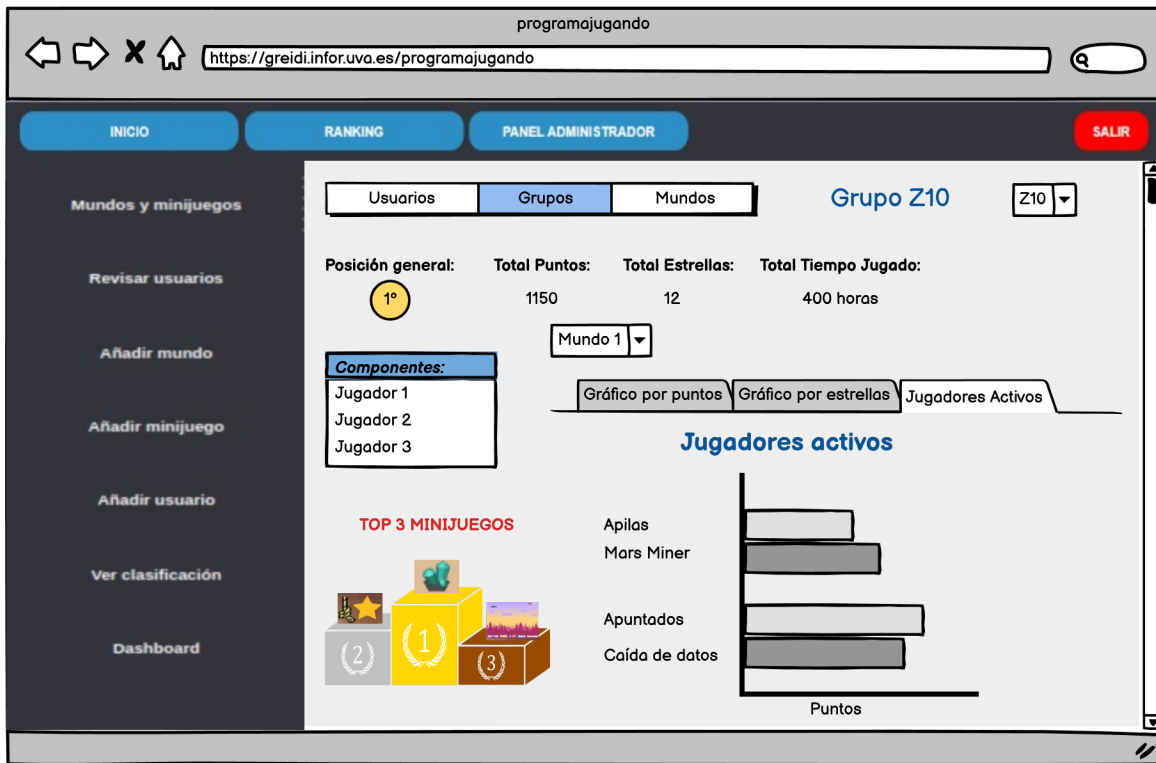 programajugando
https://greidi.infor.uva.es/programajugando
INICIO
RANKING
PANEL ADMINISTRADOR
SALIR
Mundos y minijuegos
Revisar usuarios
Añadir mundo
Añadir minijuego
Añadir usuario
Ver clasificación
Dashboard
Usuarios
Grupos
Mundos
Grupo Z10
Z10
Posición general:
Total Puntos:
Total Estrellas:
Total Tiempo Jugado:
1º
1150
12
400 horas
Mundo 1
Componentes:
Jugador 1
Jugador 2
Jugador 3
Gráfico por puntos
Gráfico por estrellas
Jugadores Activos
Jugadores activos
TOP 3 MINIJUEGOS
2
1
3
Apilas
Mars Miner
Apuntados
Caída de datos
Puntos